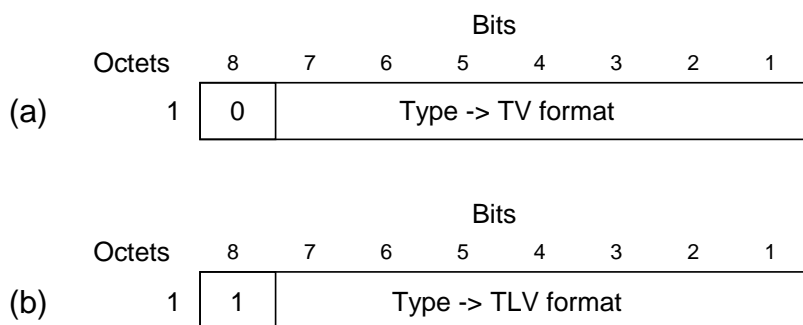 Bits
Octets 8 7 6 5 4 3 2 1
(a) 1 0 Type -> TV format
Bits
Octets 8 7 6 5 4 3 2 1
(b) 1 1 Type -> TLV format